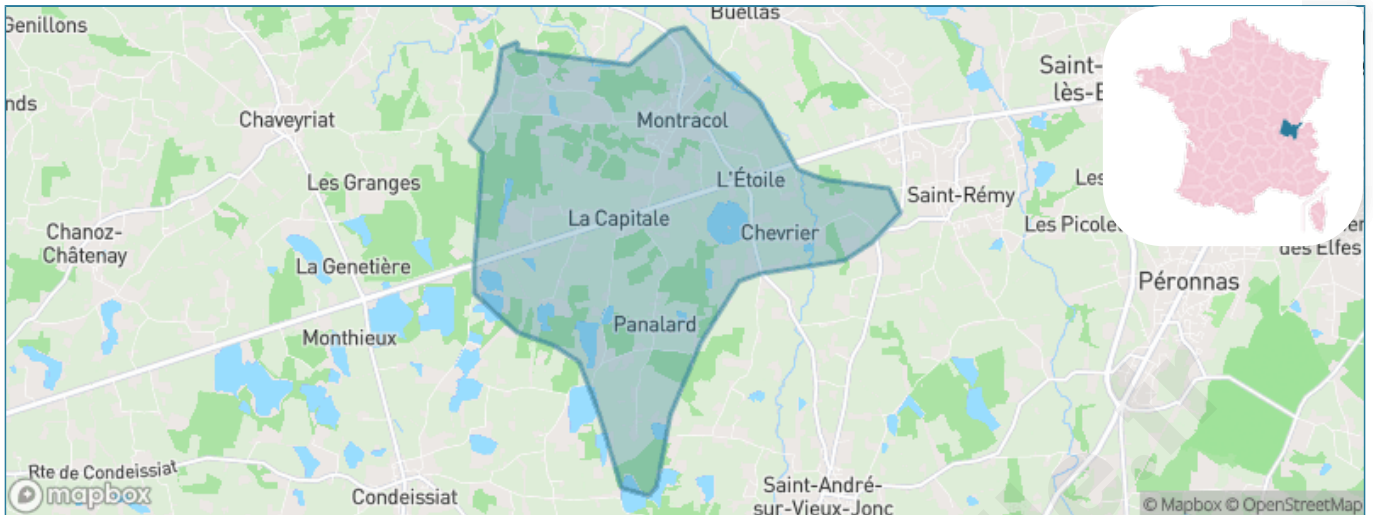 Genillons
Buellas
Saint-
lès-B
nds
Chaveyriat
Montracol
Les Granges
L'Étoile
Les
Saint-Rémy
La Capitale
Les Picole
Chanoz-
Châtenay
Chevrier
er
des Elfes
La Genetière
Péronnas
Monthieux
Panalard
Rte de Condeissiat
Condeissiat
Saint-André-
sur-Vieux-Jonc
mapbox
© Mapbox © OpenStreetMap